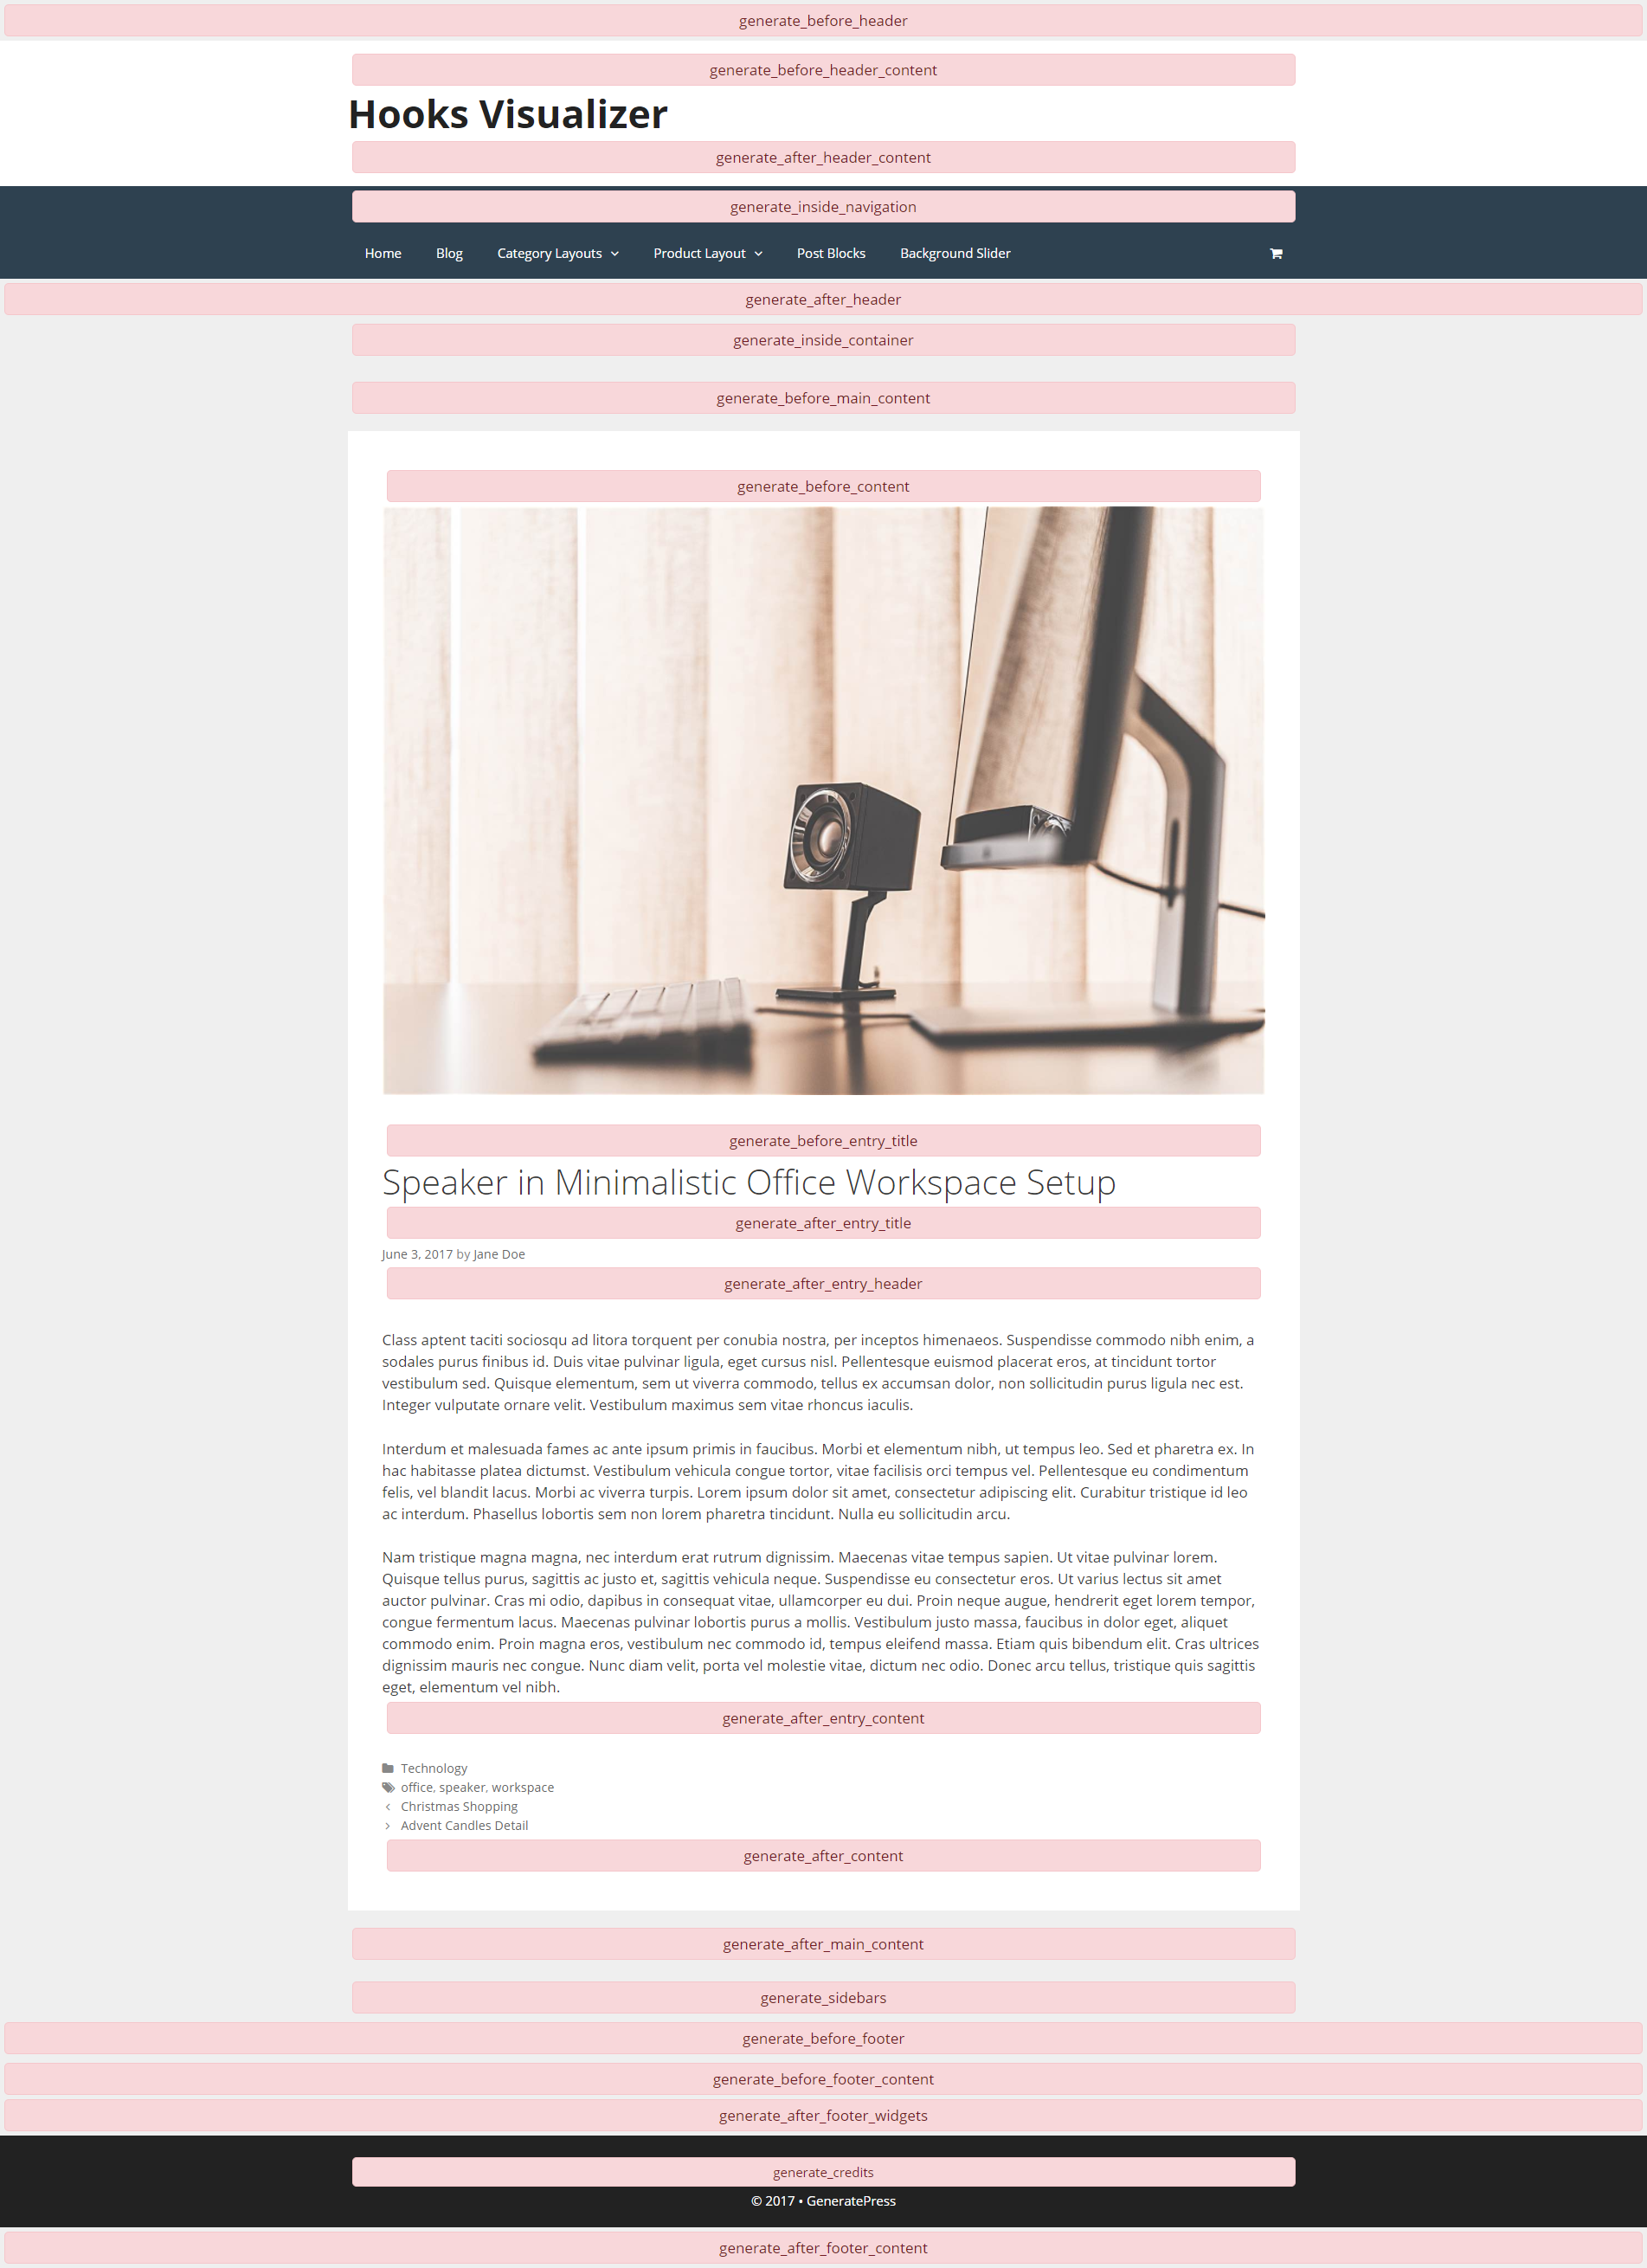 generate_before_header
generate_before_header_content
Hooks Visualizer
generate_after_header_content
generate_inside_navigation
Home Blog Category Layouts Product Layout Post Blocks Background Slider
generate_after_header
generate_inside_container
generate_before_main_content
generate_before_content
generate_before_entry_title
Speaker in Minimalistic Office Workspace Setup
generate_after_entry_title
June 3, 2017 by Jane Doe
generate_after_entry_header
Class aptent taciti sociosqu ad litora torquent per conubia nostra, per inceptos himenaeos. Suspendisse commodo nibh enim, a
sodales purus finibus id. Duis vitae pulvinar ligula, eget cursus nisl. Pellentesque euismod placerat eros, at tincidunt tortor
vestibulum sed. Quisque elementum, sem ut viverra commodo, tellus ex accumsan dolor, non sollicitudin purus ligula nec est.
Integer vulputate ornare velit. Vestibulum maximus sem vitae rhoncus iaculis.
Interdum et malesuada fames ac ante ipsum primis in faucibus. Morbi et elementum nibh, ut tempus leo. Sed et pharetra ex. In
hac habitasse platea dictumst. Vestibulum vehicula congue tortor, vitae facilisis orci tempus vel. Pellentesque eu condimentum
felis, vel blandit lacus. Morbi ac viverra turpis. Lorem ipsum dolor sit amet, consectetur adipiscing elit. Curabitur tristique id leo
ac interdum. Phasellus lobortis sem non lorem pharetra tincidunt. Nulla eu sollicitudin arcu.
Nam tristique magna magna, nec interdum erat rutrum dignissim. Maecenas vitae tempus sapien. Ut vitae pulvinar lorem.
Quisque tellus purus, sagittis ac justo et, sagittis vehicula neque. Suspendisse eu consectetur eros. Ut varius lectus sit amet
auctor pulvinar. Cras mi odio, dapibus in consequat vitae, ullamcorper eu dui. Proin neque augue, hendrerit eget lorem tempor,
congue fermentum lacus. Maecenas pulvinar lobortis purus a mollis. Vestibulum justo massa, faucibus in dolor eget, aliquet
commodo enim. Proin magna eros, vestibulum nec commodo id, tempus eleifend massa. Etiam quis bibendum elit. Cras ultrices
dignissim mauris nec congue. Nunc diam velit, porta vel molestie vitae, dictum nec odio. Donec arcu tellus, tristique quis sagittis
eget, elementum vel nibh.
generate_after_entry_content
Technology
office, speaker, workspace
Christmas Shopping
Advent Candles Detail
generate_after_content
generate_after_main_content
generate_sidebars
generate_before_footer
generate_before_footer_content
generate_after_footer_widgets
generate_credits
© 2017 • GeneratePress
generate_after_footer_content